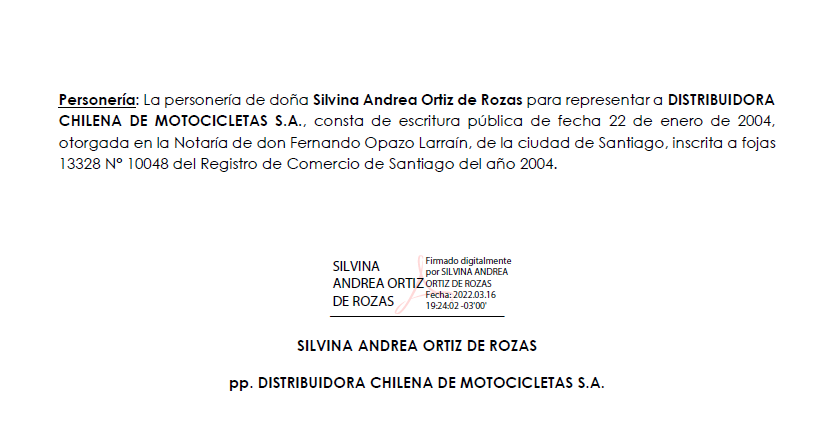 Personería: La personería de doña Silvina Andrea Ortiz de Rozas para representar a DISTRIBUIDORA
CHILENA DE MOTOCICLETAS S.A., consta de escritura pública de fecha 22 de enero de 2004,
otorgada en la Notaría de don Fernando Opazo Larraín, de la ciudad de Santiago, inscrita a fojas
13328 N° 10048 del Registro de Comercio de Santiago del año 2004.
SILVINA
ANDREA ORTIZ
DE ROZAS
Firmado digitalmente
por SILVINA ANDREA
ORTIZ DE ROZAS
Fecha: 2022.03.16
19:24:02 -03'00'
SILVINA ANDREA ORTIZ DE ROZAS
pp. DISTRIBUIDORA CHILENA DE MOTOCICLETAS S.A.